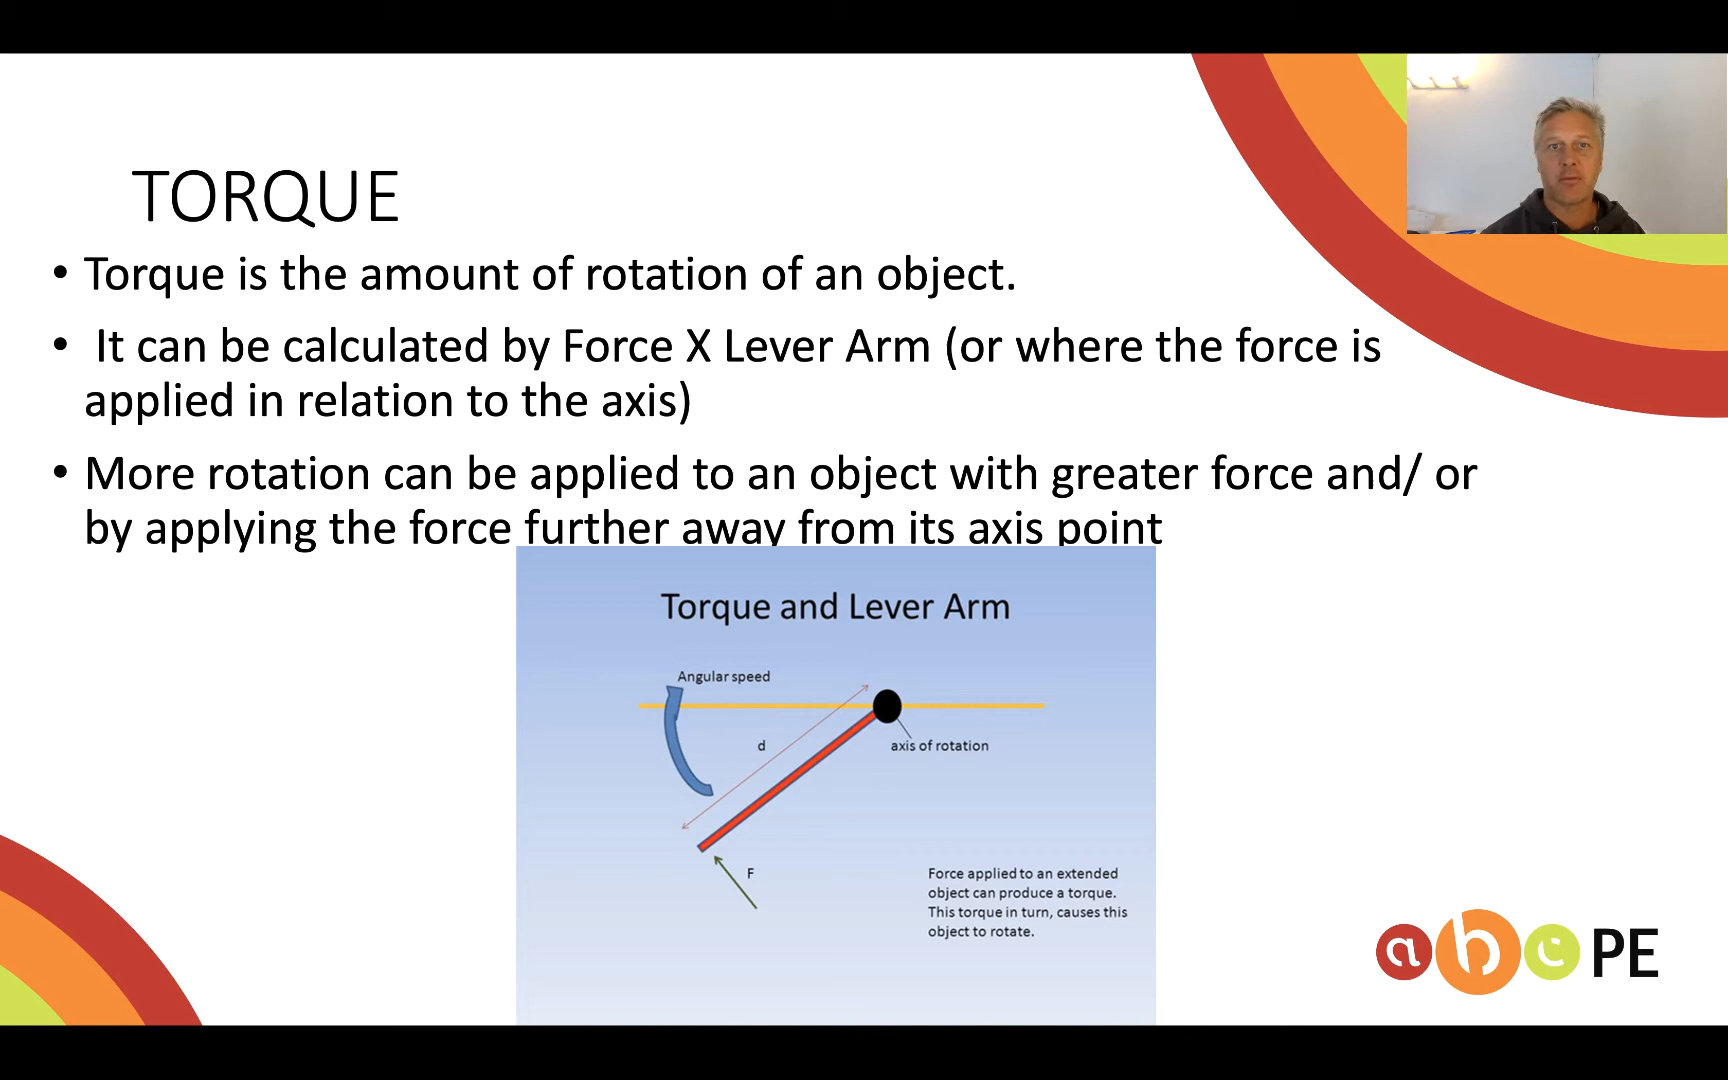 TORQUE
• Torque is the amount of rotation of an object.
• It can be calculated by Force X Lever Arm (or where the force is
applied in relation to the axis)
• More rotation can be applied to an object with greater force and/ or
by applying the force further away from its axis point
Torque and Lever Arm
Angular speed
d
axis of rotation
F
Force applied to an extended
object can produce a torque.
This torque in turn, causes this
object to rotate.
abc PE